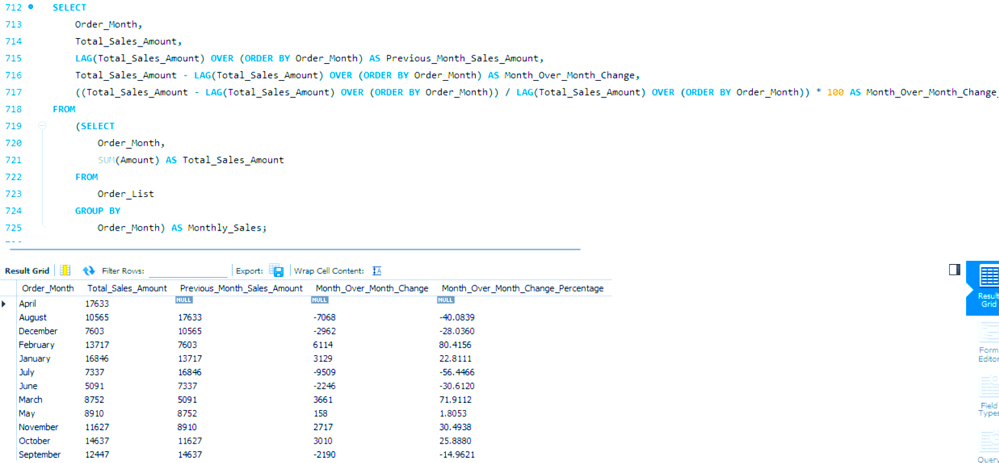 712 SELECT
713 Order_Month,
714 Total_Sales_Amount,
715 LAG(Total_Sales_Amount) OVER (ORDER BY Order_Month) AS Previous_Month_Sales_Amount,
716 Total_Sales_Amount - LAG(Total_Sales_Amount) OVER (ORDER BY Order_Month) AS Month_Over_Month_Change,
717 ((Total_Sales_Amount - LAG(Total_Sales_Amount) OVER (ORDER BY Order_Month)) / LAG(Total_Sales_Amount) OVER (ORDER BY Order_Month)) * 100 AS Month_Over_Month_Change_
718 FROM
719 (SELECT
720 Order_Month,
721 SUM(Amount) AS Total_Sales_Amount
722 FROM
723 Order_List
724 GROUP BY
725 Order_Month) AS Monthly_Sales;
Result Grid Filter Rows: Export: Wrap Cell Content: IA
Order_Month Total_Sales_Amount Previous_Month_Sales_Amount Month_Over_Month_Change Month_Over_Month_Change_Percentage
April 17633 NULL NULL NULL
August 10565 17633 -7068 -40.0839
December 7603 10565 -2962 -28.0360
February 13717 7603 6114 80.4156
January 16846 13717 3129 22.8111
July 7337 16846 -9509 -56.4466
June 5091 7337 -2246 -30.6120
March 8752 5091 3661 71.9112
May 8910 8752 158 1.8053
November 11627 8910 2717 30.4938
October 14637 11627 3010 25.8880
September 12447 14637 -2190 -14.9621
Result
Grid
Form
Editor
Field
Types
Query